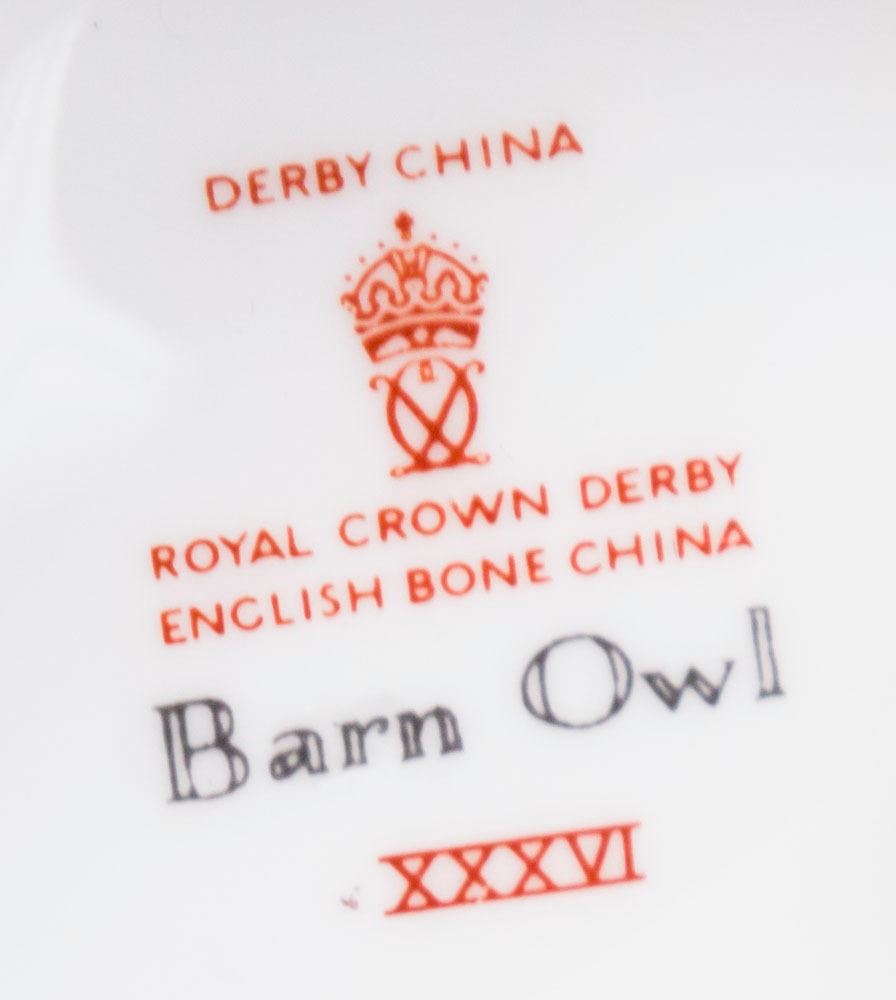 DERBY CHINA
ROYAL CROWN DERBY
ENGLISH BONE CHINA
Barn Owl
XXXVI